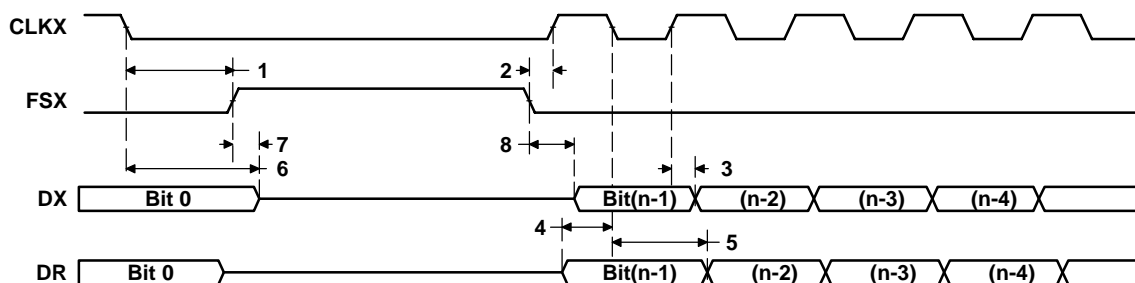 CLKX
1 2
FSX
7
8
6 3
DX Bit 0 Bit(n-1) (n-2) (n-3) (n-4)
4
5
DR Bit 0 Bit(n-1) (n-2) (n-3) (n-4)